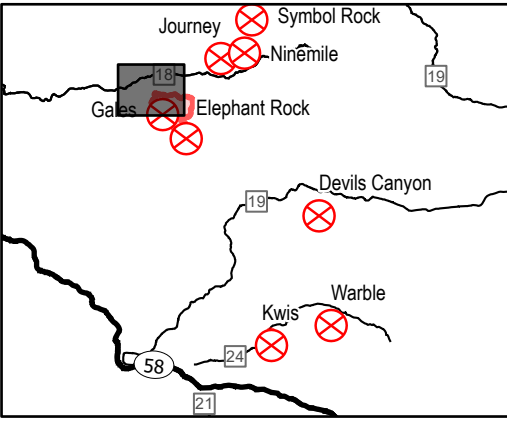 Symbol Rock
Journey
Ninemile
18
19
Gales
Elephant Rock
Devils Canyon
19
Warble
Kwis
24
58
21